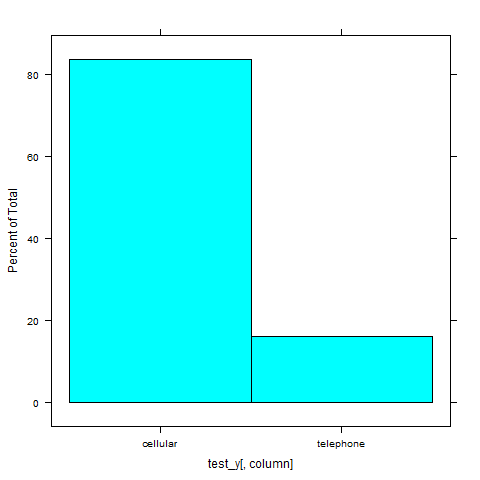 Percent of Total
80
60
40
20
0
cellular
telephone
test_y[, column]